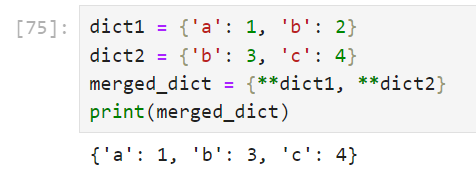 [75]: dict1 = {'a': 1, 'b': 2}
dict2 = {'b': 3, 'c': 4}
merged_dict = {**dict1, **dict2}
print(merged_dict)
{'a': 1, 'b': 3, 'c': 4}